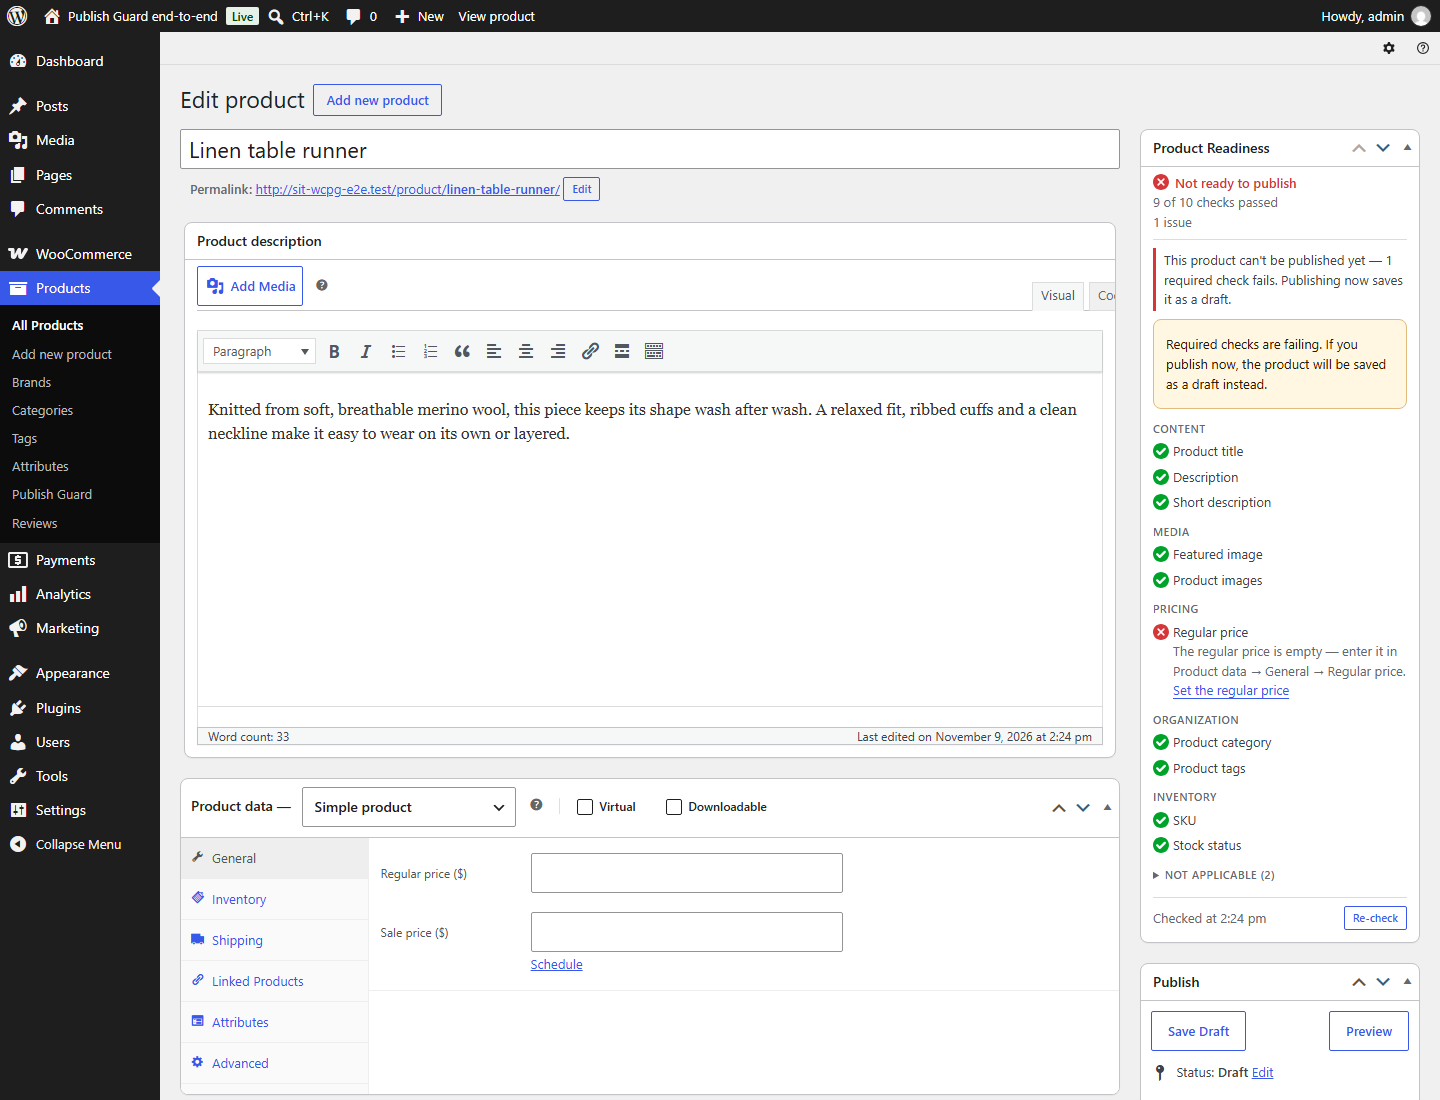 Publish Guard end-to-end Live Ctrl+K 0 New View product Howdy, admin
Dashboard
Posts
Media
Pages
Comments
WooCommerce
Products
All Products
Add new product
Brands
Categories
Tags
Attributes
Publish Guard
Reviews
Payments
Analytics
Marketing
Appearance
Plugins
Users
Tools
Settings
Collapse Menu
Edit product Add new product
Linen table runner
Permalink: http://sit-wcpg-e2e.test/product/linen-table-runner/ Edit
Product description
Add Media
Visual Co
Paragraph
Knitted from soft, breathable merino wool, this piece keeps its shape wash after wash. A relaxed fit, ribbed cuffs and a clean
neckline make it easy to wear on its own or layered.
Word count: 33 Last edited on November 9, 2026 at 2:24 pm
Product data — Simple product Virtual Downloadable
General
Inventory
Shipping
Linked Products
Attributes
Advanced
Regular price ($)
Sale price ($)
Schedule
Product Readiness
Not ready to publish
9 of 10 checks passed
1 issue
This product can't be published yet — 1
required check fails. Publishing now saves
it as a draft.
Required checks are failing. If you
publish now, the product will be saved
as a draft instead.
CONTENT
Product title
Description
Short description
MEDIA
Featured image
Product images
PRICING
Regular price
The regular price is empty — enter it in
Product data → General → Regular price.
Set the regular price
ORGANIZATION
Product category
Product tags
INVENTORY
SKU
Stock status
NOT APPLICABLE (2)
Checked at 2:24 pm Re-check
Publish
Save Draft Preview
Status: Draft Edit